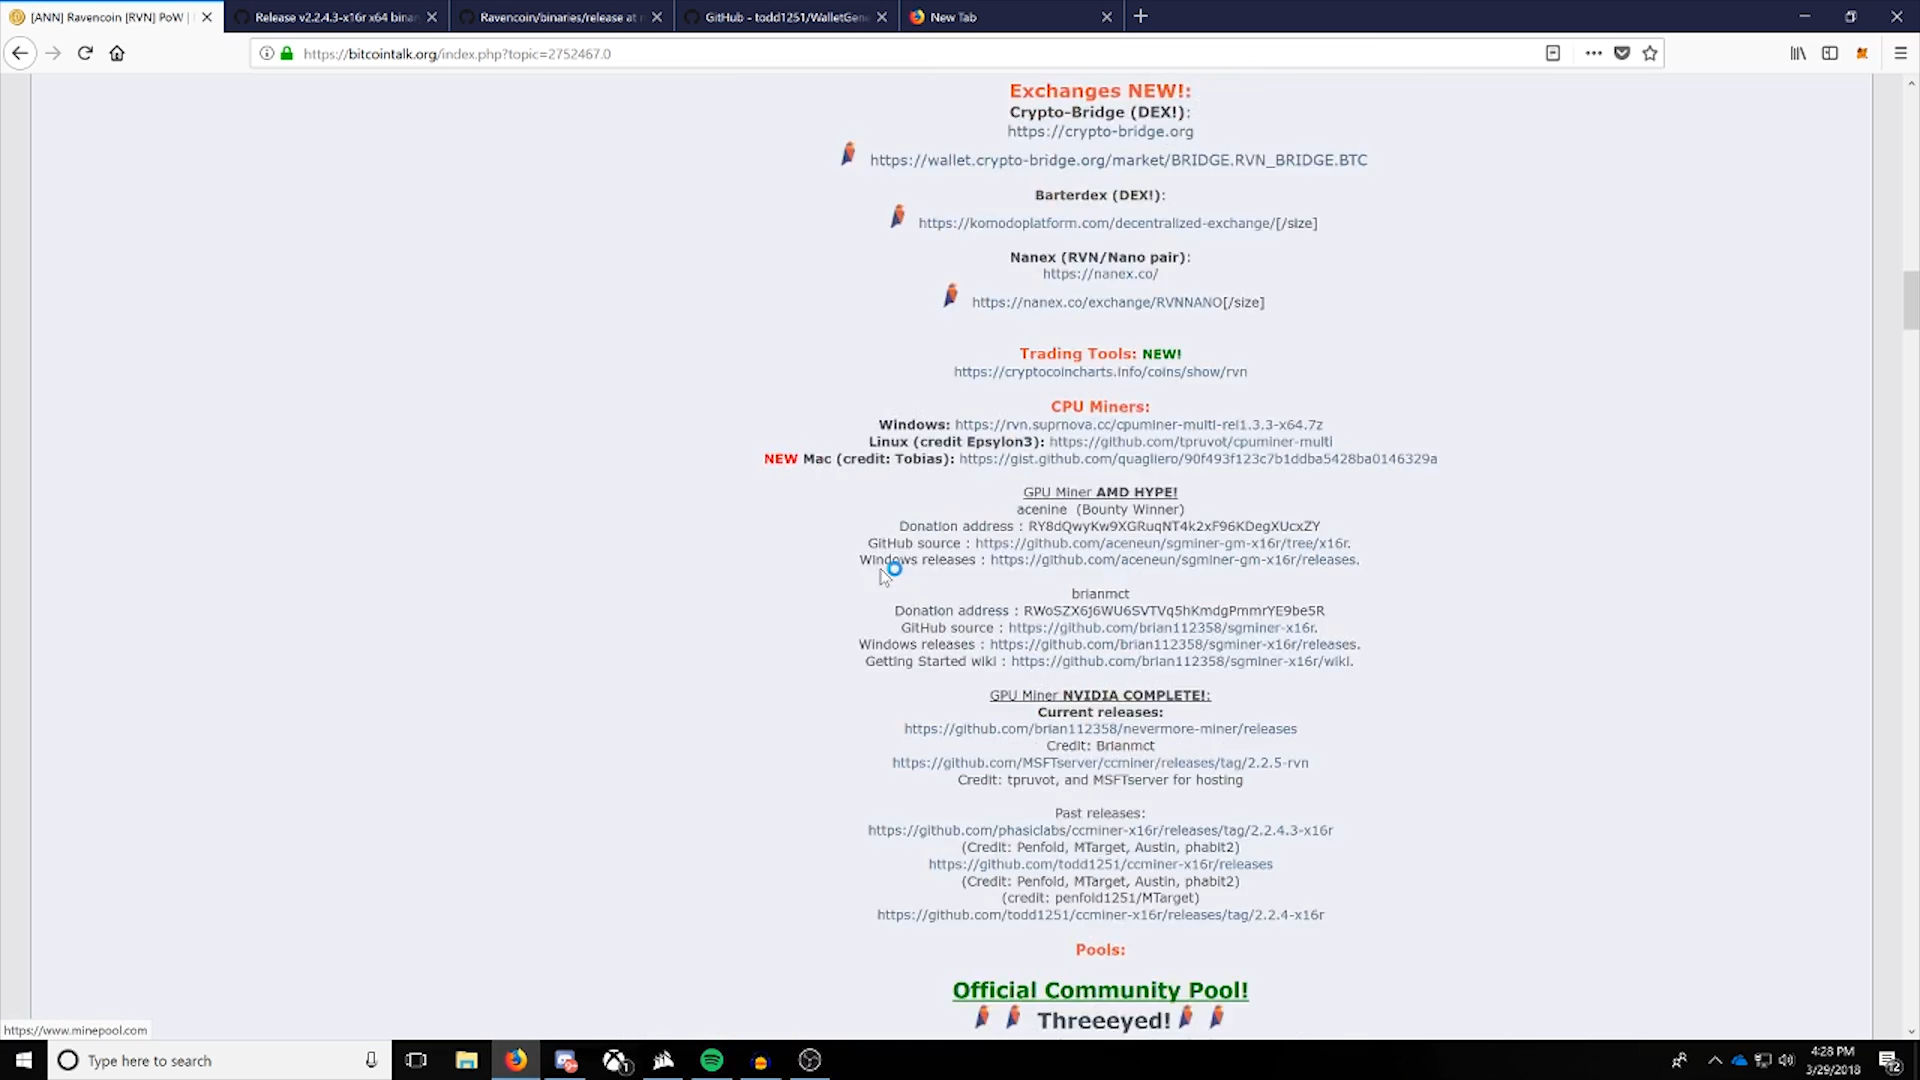 [ANN] Ravencoin [RVN] PoW |
Release v2.2.4.3-x16r x64 binar
Ravencoin/binaries/release at
GitHub - todd1251/WalletGene
New Tab
https://bitcointalk.org/index.php?topic=2752467.0
Exchanges NEW!:
Crypto-Bridge (DEX!):
https://crypto-bridge.org
https://wallet.crypto-bridge.org/market/BRIDGE.RVN_BRIDGE.BTC
Barterdex (DEX!):
https://komodoplatform.com/decentralized-exchange/[/size]
Nanex (RVN/Nano pair):
https://nanex.co/
https://nanex.co/exchange/RVNNANO[/size]
Trading Tools: NEW!
https://cryptocoincharts.info/coins/show/rvn
CPU Miners:
Windows: https://rvn.suprnova.cc/cpuminer-multi-rel1.3.3-x64.7z
Linux (credit Epsylon3): https://github.com/tpruvot/cpuminer-multi
NEW Mac (credit: Tobias): https://gist.github.com/quagliero/90f493f123c7b1ddba5428ba0146329a
GPU Miner AMD HYPE!
acenine (Bounty Winner)
Donation address : RY8dQwyKw9XGRuqNT4k2xF96KDegXUcxZY
GitHub source : https://github.com/aceneun/sgminer-gm-x16r/tree/x16r.
Windows releases : https://github.com/aceneun/sgminer-gm-x16r/releases.
brianmct
Donation address : RWoSZX6j6WU6SVTVq5hKmdgPmmrYE9be5R
GitHub source : https://github.com/brian112358/sgminer-x16r.
Windows releases : https://github.com/brian112358/sgminer-x16r/releases.
Getting Started wiki : https://github.com/brian112358/sgminer-x16r/wiki.
GPU Miner NVIDIA COMPLETE!:
Current releases:
https://github.com/brian112358/nevermore-miner/releases
Credit: Brianmct
https://github.com/MSFTserver/ccminer/releases/tag/2.2.5-rvn
Credit: tpruvot, and MSFTserver for hosting
Past releases:
https://github.com/phasiclabs/ccminer-x16r/releases/tag/2.2.4.3-x16r
(Credit: Penfold, MTarget, Austin, phabit2)
https://github.com/todd1251/ccminer-x16r/releases
(Credit: Penfold, MTarget, Austin, phabit2)
(credit: penfold1251/MTarget)
https://github.com/todd1251/ccminer-x16r/releases/tag/2.2.4-x16r
Pools:
Official Community Pool!
Threeeyed!
https://www.minepool.com
Type here to search
4:28 PM
3/29/2018